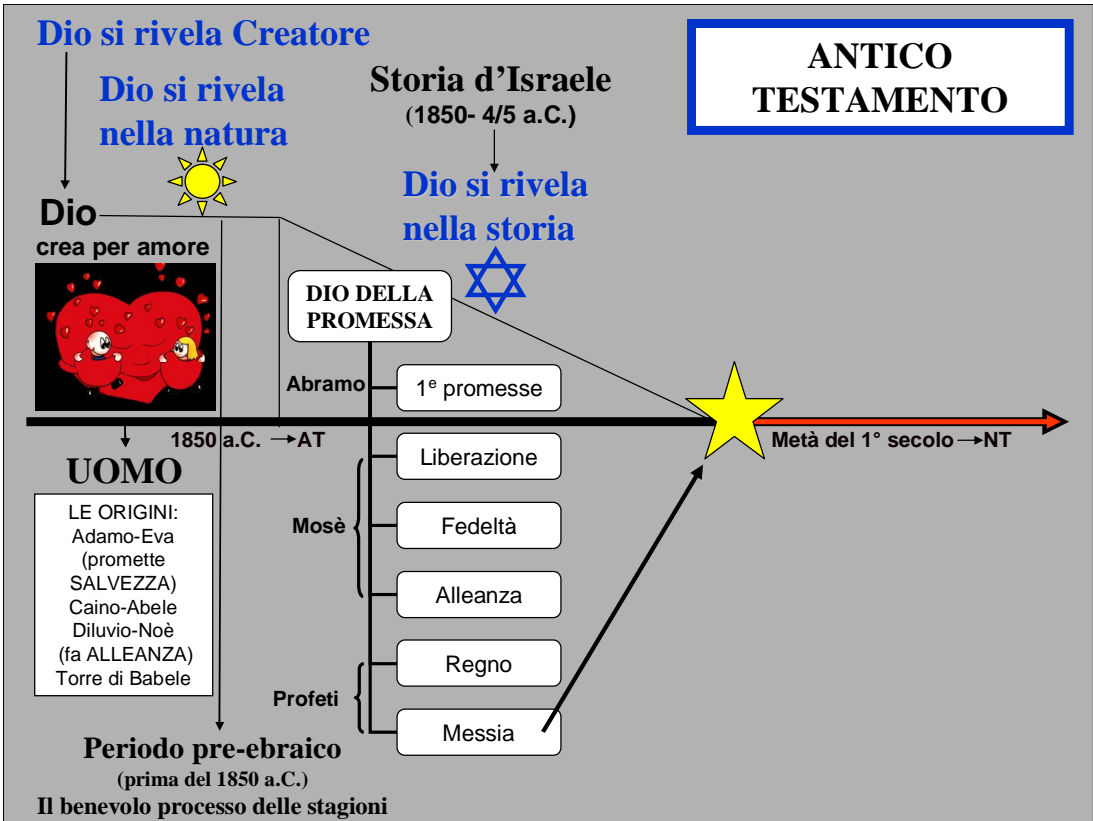 Dio si rivela Creatore
Dio si rivela
nella natura
Storia d’Israele
(1850- 4/5 a.C.)
ANTICO
TESTAMENTO
Dio si rivela
nella storia
Dio
crea per amore
DIO DELLA
PROMESSA
Abramo
1e promesse
1850 a.C. →AT
Metà del 1° secolo →NT
UOMO
LE ORIGINI:
Adamo-Eva
(promette
SALVEZZA)
Caino-Abele
Diluvio-Noè
(fa ALLEANZA)
Torre di Babele
Liberazione
Mosè
Fedeltà
Alleanza
Regno
Profeti
Messia
Periodo pre-ebraico
(prima del 1850 a.C.)
Il benevolo processo delle stagioni